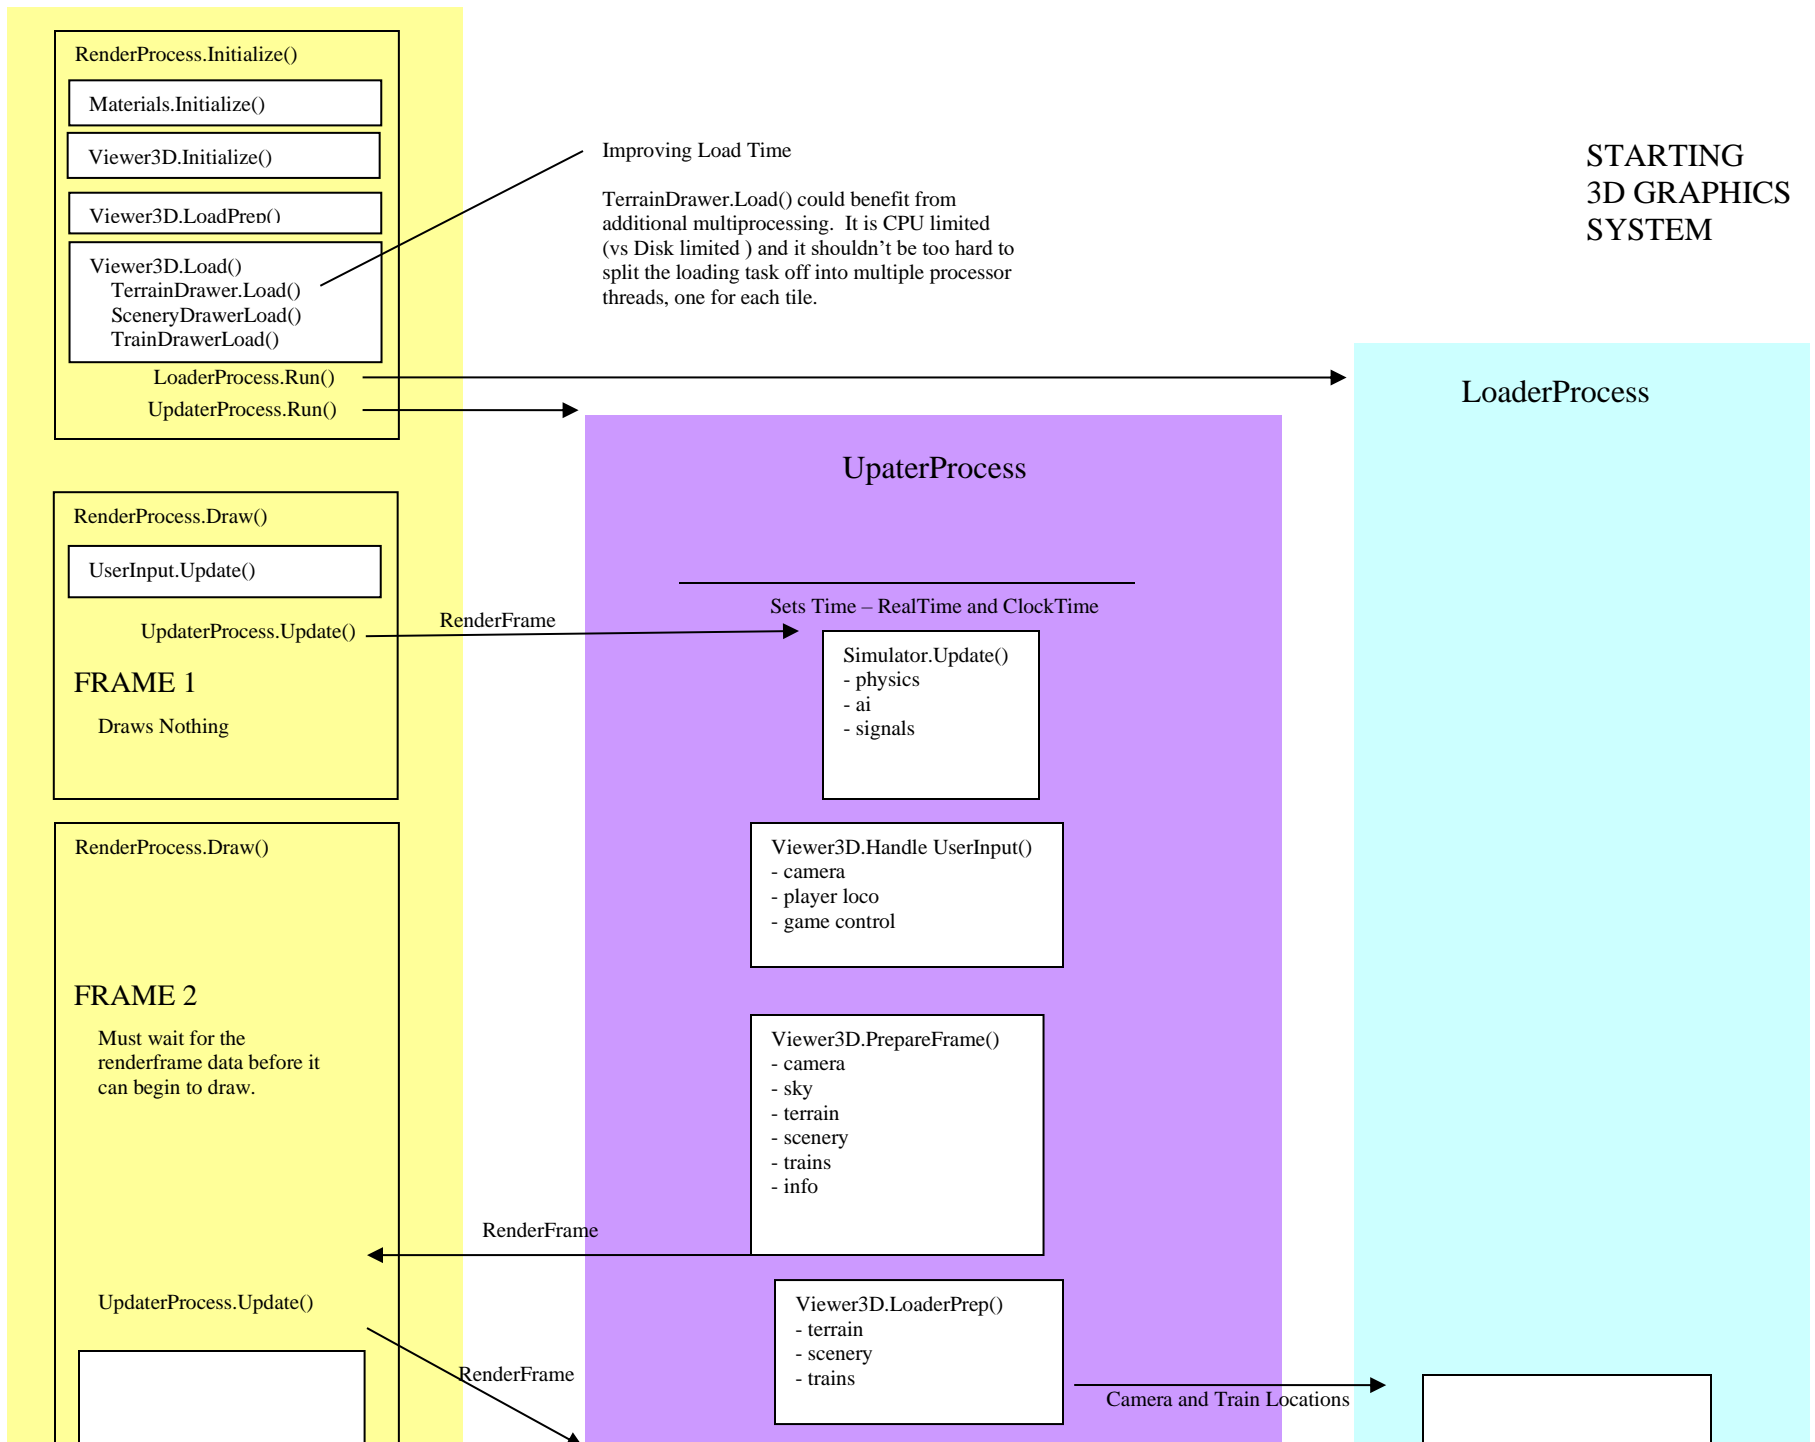 RenderProcess.Initialize()
Materials.Initialize()
Viewer3D.Initialize()
Viewer3D.LoadPrep()
Viewer3D.Load()
TerrainDrawer.Load()
SceneryDrawerLoad()
TrainDrawerLoad()
LoaderProcess.Run()
UpdaterProcess.Run()
Improving Load Time
TerrainDrawer.Load() could benefit from
additional multiprocessing.  It is CPU limited
(vs Disk limited ) and it shouldn’t be too hard to
split the loading task off into multiple processor
threads, one for each tile.
STARTING
3D GRAPHICS
SYSTEM
LoaderProcess
UpaterProcess
RenderProcess.Draw()
UserInput.Update()
UpdaterProcess.Update()
RenderFrame
FRAME 1
Draws Nothing
Sets Time – RealTime and ClockTime
Simulator.Update()
- physics
- ai
- signals
RenderProcess.Draw()
FRAME 2
Must wait for the
renderframe data before it
can begin to draw.
Viewer3D.Handle UserInput()
- camera
- player loco
- game control
Viewer3D.PrepareFrame()
- camera
- sky
- terrain
- scenery
- trains
- info
RenderFrame
UpdaterProcess.Update()
RenderFrame
Viewer3D.LoaderPrep()
- terrain
- scenery
- trains
Camera and Train Locations